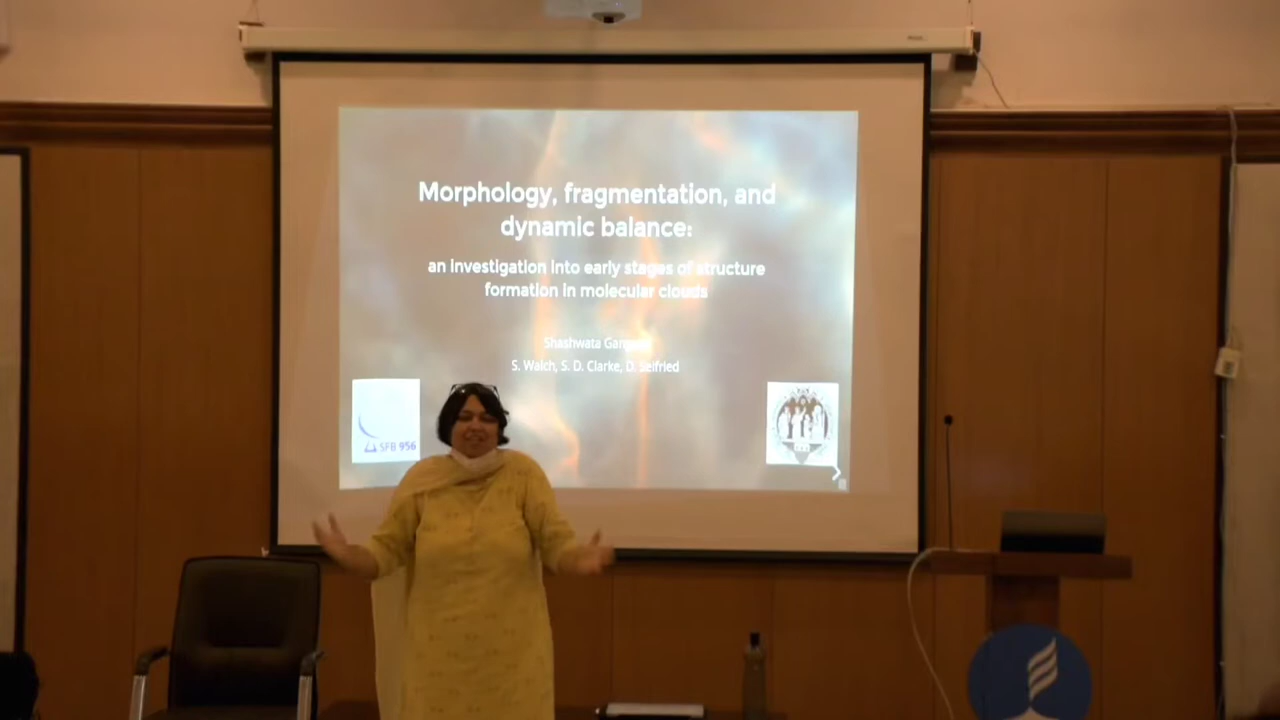 Morphology, fragmentation, and
dynamic balance:
an investigation into early stages of structure
formation in molecular clouds
Shashwata
S. Walch, S. D. Clarke, D. Seifried
SFB 956